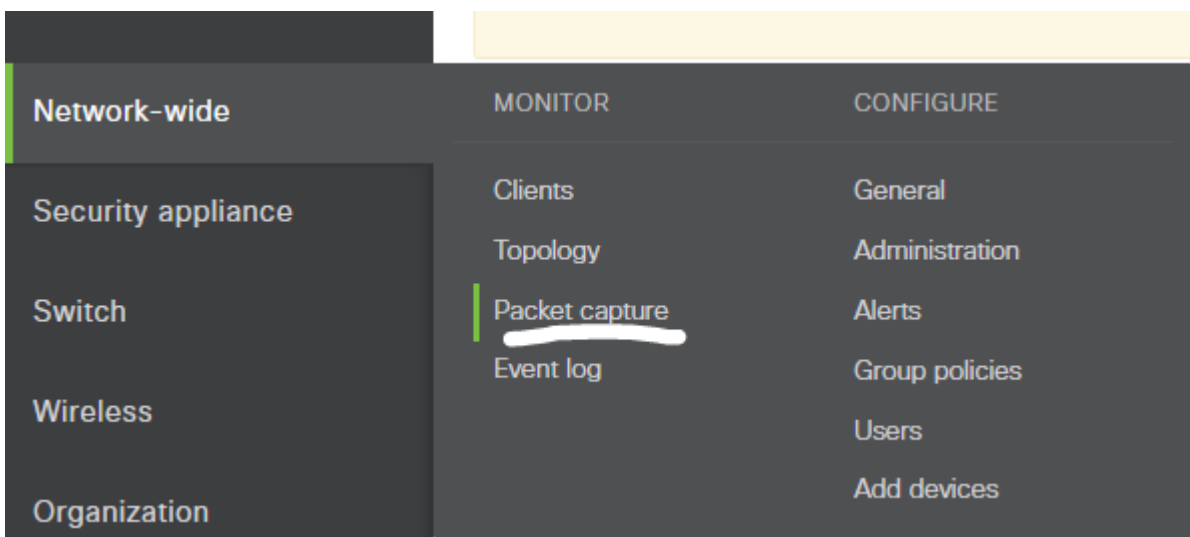 Network-wide
Security appliance
Switch
Wireless
Organization
MONITOR
Clients
Topology
Packet capture
Event log
CONFIGURE
General
Administration
Alerts
Group policies
Users
Add devices